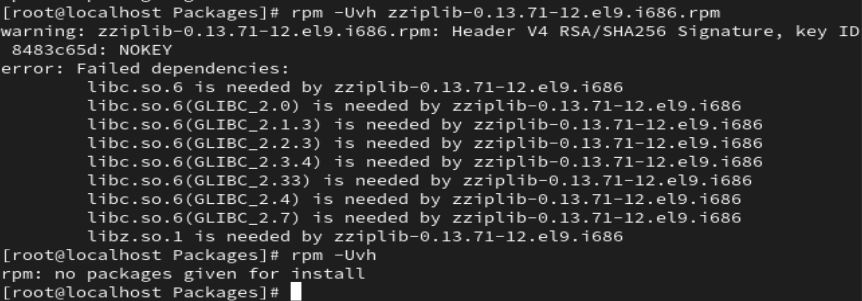 [root@localhost Packages]# rpm -Uvh zziplib-0.13.71-12.el9.i686.rpm
warning: zziplib-0.13.71-12.el9.i686.rpm: Header V4 RSA/SHA256 Signature, key ID
 8483c65d: NOKEY
error: Failed dependencies:
        libc.so.6 is needed by zziplib-0.13.71-12.el9.i686
        libc.so.6(GLIBC_2.0) is needed by zziplib-0.13.71-12.el9.i686
        libc.so.6(GLIBC_2.1.3) is needed by zziplib-0.13.71-12.el9.i686
        libc.so.6(GLIBC_2.2.3) is needed by zziplib-0.13.71-12.el9.i686
        libc.so.6(GLIBC_2.3.4) is needed by zziplib-0.13.71-12.el9.i686
        libc.so.6(GLIBC_2.33) is needed by zziplib-0.13.71-12.el9.i686
        libc.so.6(GLIBC_2.4) is needed by zziplib-0.13.71-12.el9.i686
        libc.so.6(GLIBC_2.7) is needed by zziplib-0.13.71-12.el9.i686
        libz.so.1 is needed by zziplib-0.13.71-12.el9.i686
[root@localhost Packages]# rpm -Uvh
rpm: no packages given for install
[root@localhost Packages]#